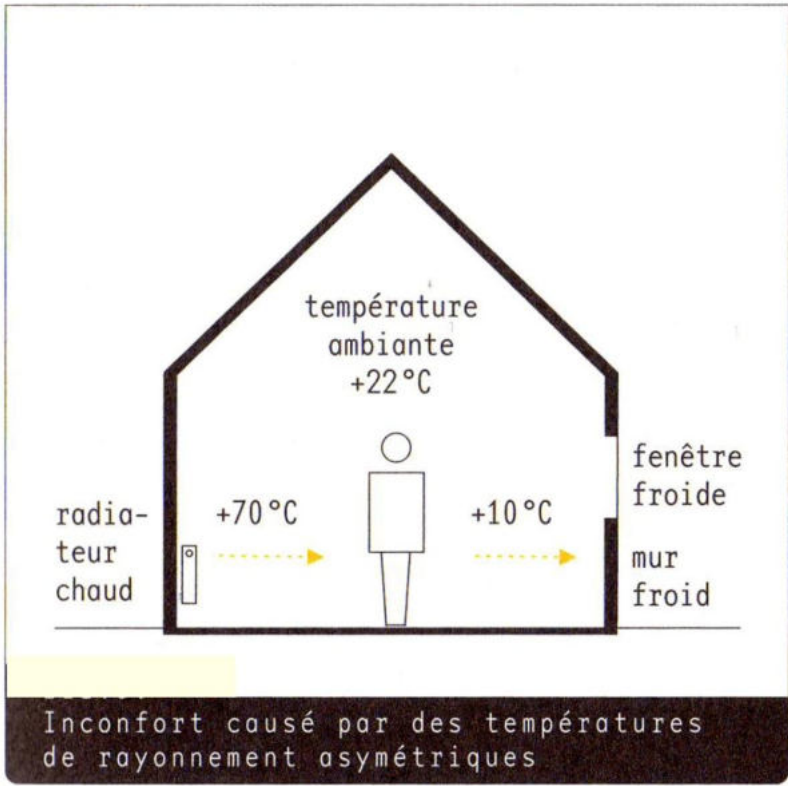 température
ambiante
+22°C
fenêtre
froide
+70°C
+10°C
radia-
teur
chaud
mur
froid
Inconfort causé par des températures
de rayonnement asymétriques